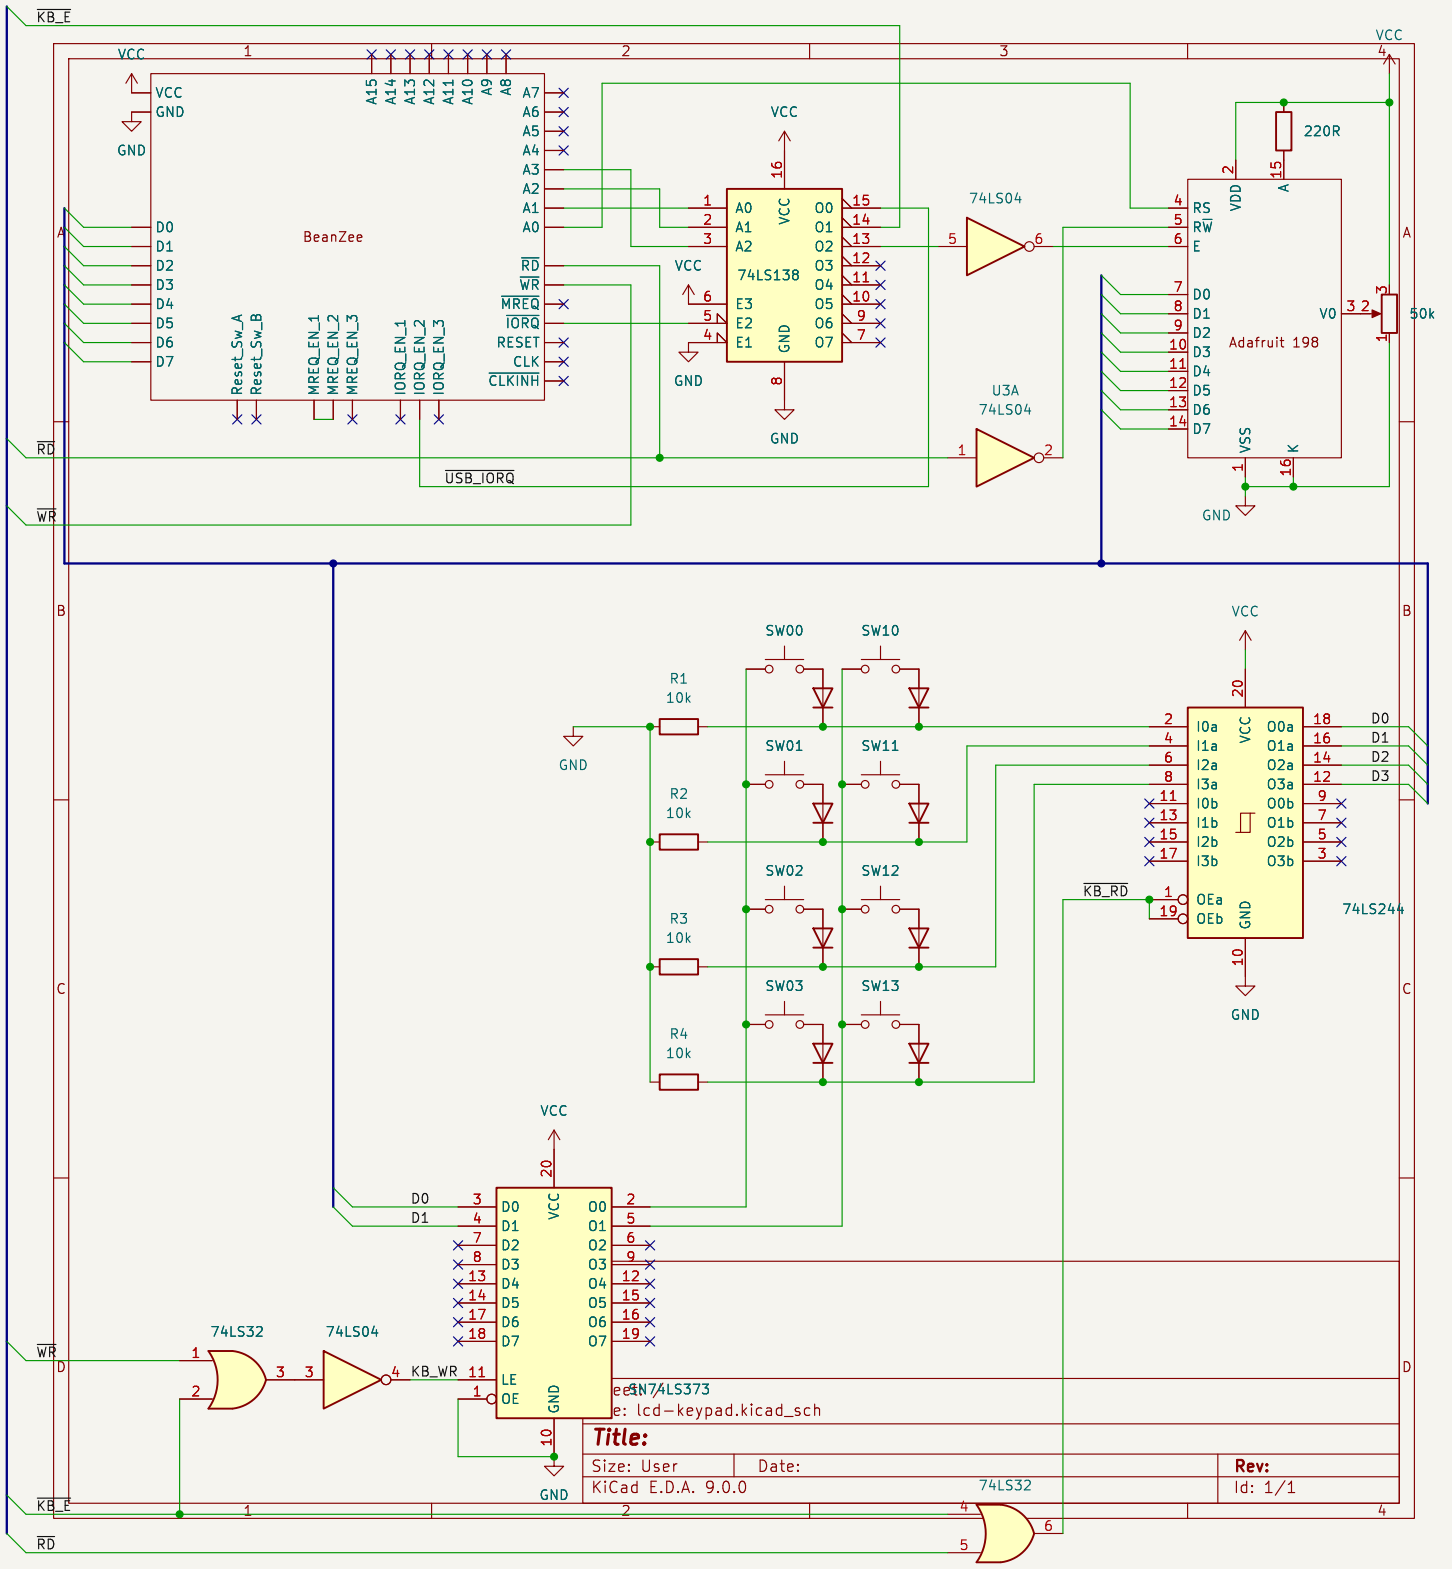 KB_E
VCC
1
2
3
VCC
4
A15
A14
A13
A12
A11
A10
A9
A8
VCC
GND
GND
A7
A6
A5
A4
A3
A2
A1
A0
RD
WR
MREQ
IORQ
RESET
CLK
CLKINH
D0
D1
D2
D3
D4
D5
D6
D7
A
BeanZee
Reset_Sw_A
Reset_Sw_B
MREQ_EN_1
MREQ_EN_2
MREQ_EN_3
IORQ_EN_1
IORQ_EN_2
IORQ_EN_3
VCC
16
VCC
1 A0
2 A1
3 A2
VCC
6 E3
5 E2
4 E1
GND
74LS138
O0 15
O1 14
O2 13
O3 12
O4 11
O5 10
O6 9
O7 7
GND
8
GND
74LS04
5 6
U3A
74LS04
1 2
220R
2
VDD
15
A
4 RS
5 RW
6 E
7 D0
8 D1
9 D2
10 D3
11 D4
12 D5
13 D6
14 D7
Adafruit 198
V0 3 2
3
1
50k
A
VSS
1
K
16
GND
RD
USB_IORQ
WR
B
B
SW00 SW10
R1
10k
GND
SW01 SW11
R2
10k
SW02 SW12
R3
10k
SW03 SW13
R4
10k
VCC
20
VCC
2 I0a
4 I1a
6 I2a
8 I3a
11 I0b
13 I1b
15 I2b
17 I3b
1 OEa
19 OEb
O0a 18
O1a 16
O2a 14
O3a 12
O0b 9
O1b 7
O2b 5
O3b 3
D0
D1
D2
D3
KB_RD
74LS244
GND
10
GND
C
C
VCC
20
VCC
D0 3 D0
D1 4 D1
7 D2
8 D3
13 D4
14 D5
17 D6
18 D7
O0 2
O1 5
O2 6
O3 9
O4 12
O5 15
O6 16
O7 19
74LS32 74LS04
WR
1
2
3 3 4
KB_WR 11 LE
1 OE
GND
10
GND
SN74LS373
D
D
eet: /
e: lcd-keypad.kicad_sch
Title:
Size: User Date: Rev:
KiCad E.D.A. 9.0.0 Id: 1/1
74LS32
KB_E
1
2
4
4
5
6
RD